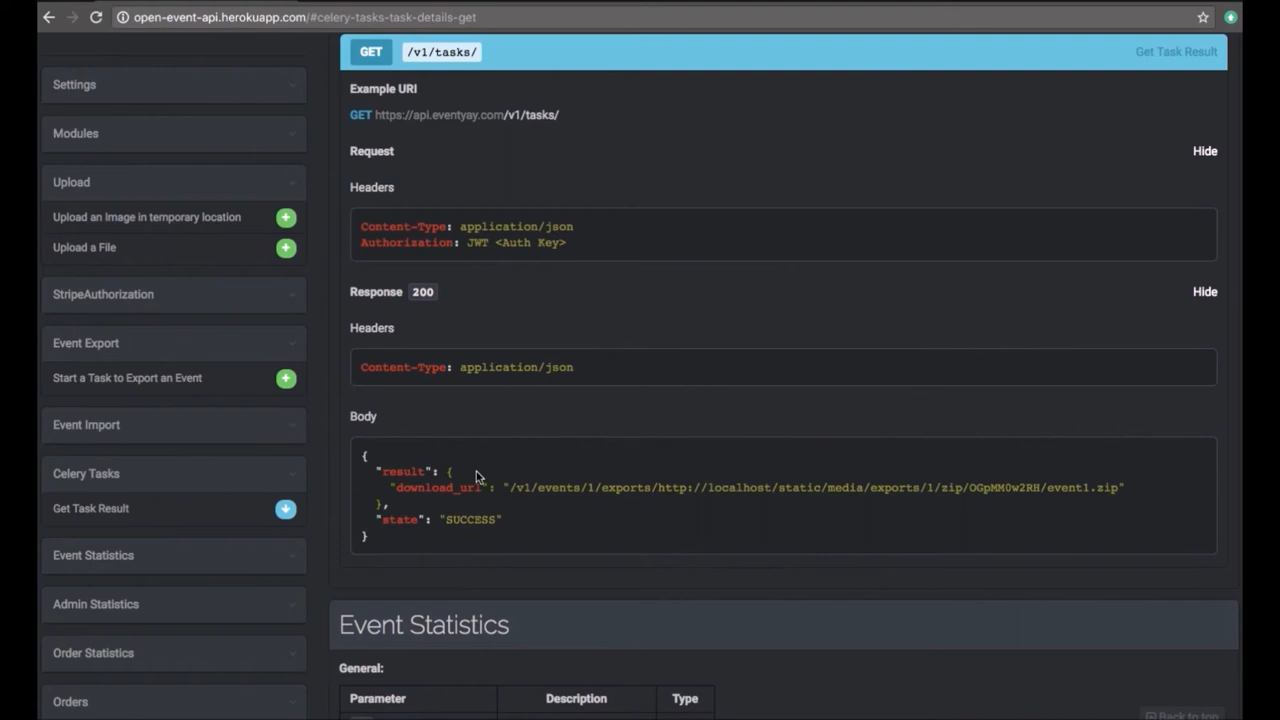 open-event-api.herokuapp.com/#celery-tasks-task-details-get
Settings
Modules
Upload
Upload an Image in temporary location
Upload a File
StripeAuthorization
Event Export
Start a Task to Export an Event
Event Import
Celery Tasks
Get Task Result
Event Statistics
Admin Statistics
Order Statistics
Orders
GET /v1/tasks/ Get Task Result
Example URI
GET https://api.eventyay.com/v1/tasks/
Request Hide
Headers
Content-Type: application/json
Authorization: JWT <Auth Key>
Response 200 Hide
Headers
Content-Type: application/json
Body
{
"result": {
"download_url": "/v1/events/1/exports/http://localhost/static/media/exports/1/zip/OGpMM0w2RH/event1.zip"
},
"state": "SUCCESS"
}
Event Statistics
General:
Parameter Description Type
Back to top